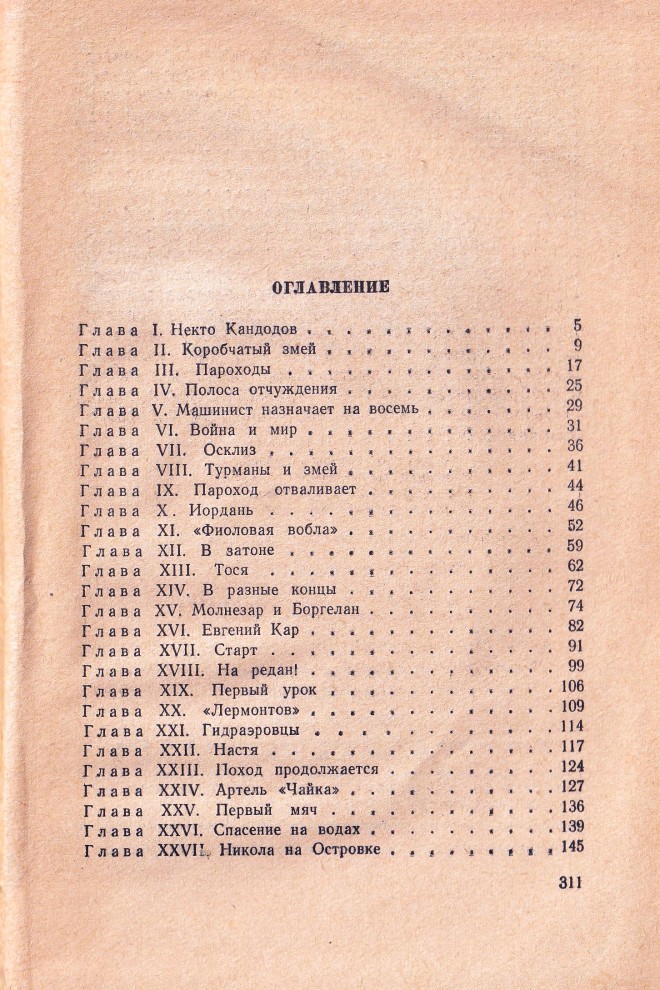 ОГЛАВЛЕНИЕ
Глава I. Некто Кандодов . . . . . . . . . . . . . 5
Глава II. Коробчатый змей . . . . . . . . . . . . 9
Глава III. Пароходы . . . . . . . . . . . . . . 17
Глава IV. Полоса отчуждения . . . . . . . . . . . 25
Глава V. Машинист назначает на восемь . . . . . . . 29
Глава VI. Война и мир . . . . . . . . . . . . . 31
Глава VII. Осклиз . . . . . . . . . . . . . . . 36
Глава VIII. Турманы и змей . . . . . . . . . . . 41
Глава IX. Пароход отваливает . . . . . . . . . . 44
Глава X. Иордань . . . . . . . . . . . . . . . 46
Глава XI. «Фиоловая вобла» . . . . . . . . . . . 52
Глава XII. В затоне . . . . . . . . . . . . . . 59
Глава XIII. Тося . . . . . . . . . . . . . . . 62
Глава XIV. В разные концы . . . . . . . . . . . 72
Глава XV. Молнезар и Боргелан . . . . . . . . . . 74
Глава XVI. Евгений Кар . . . . . . . . . . . . . 82
Глава XVII. Старт . . . . . . . . . . . . . . . 91
Глава XVIII. На редан! . . . . . . . . . . . . . 99
Глава XIX. Первый урок . . . . . . . . . . . . 106
Глава XX. «Лермонтов» . . . . . . . . . . . . . 109
Глава XXI. Гидраэровцы . . . . . . . . . . . . 114
Глава XXII. Настя . . . . . . . . . . . . . . 117
Глава XXIII. Поход продолжается . . . . . . . . . 124
Глава XXIV. Артель «Чайка» . . . . . . . . . . . 127
Глава XXV. Первый мяч . . . . . . . . . . . . 136
Глава XXVI. Спасение на водах . . . . . . . . . . 139
Глава XXVII. Никола на Островке . . . . . . . . . 145
311